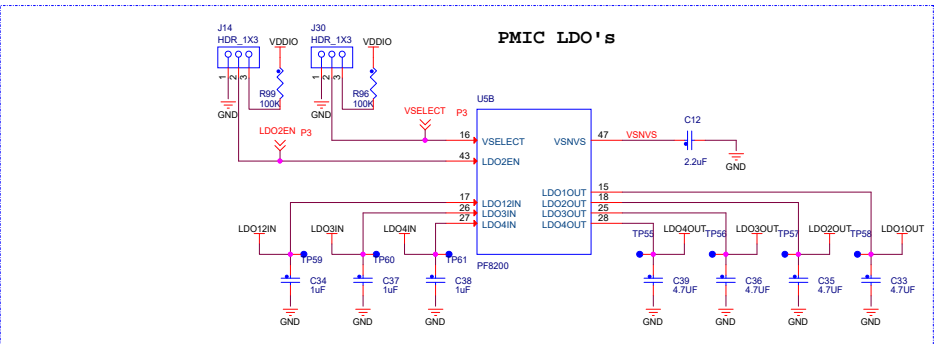 PMIC LDO's
J14
HDR_1X3
VDDIO
J30
HDR_1X3
VDDIO
1
2
3
R99
100K
GND
1
2
3
R96
100K
GND
LDO2EN P3
VSELECT P3
U5B
16
VSELECT
43
LDO2EN
17
LDO12IN
26
LDO3IN
27
LDO4IN
VSNVS
47
VSNVS
C12
2.2uF
GND
LDO1OUT
15
LDO2OUT
18
LDO3OUT
25
LDO4OUT
28
PF8200
LDO12IN
TP59
C34
1uF
GND
LDO3IN
TP60
C37
1uF
GND
LDO4IN
TP61
C38
1uF
GND
TP55
LDO4OUT
C39
4.7UF
GND
TP56
LDO3OUT
C36
4.7UF
GND
TP57
LDO2OUT
C35
4.7UF
GND
TP58
LDO1OUT
C33
4.7UF
GND